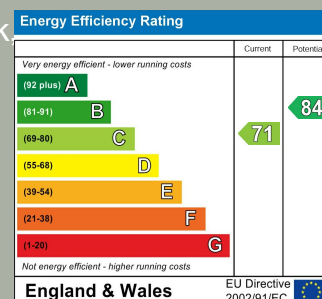 Energy Efficiency Rating
Current
Very energy efficient - lower running costs
(92 plus) A
(81-91) B
84
(69-80) C
71
(55-68) D
(39-54) E
(21-38) F
(1-20) G
Not energy efficient - higher running costs
England & Wales
EU Directive
2002/91/EC